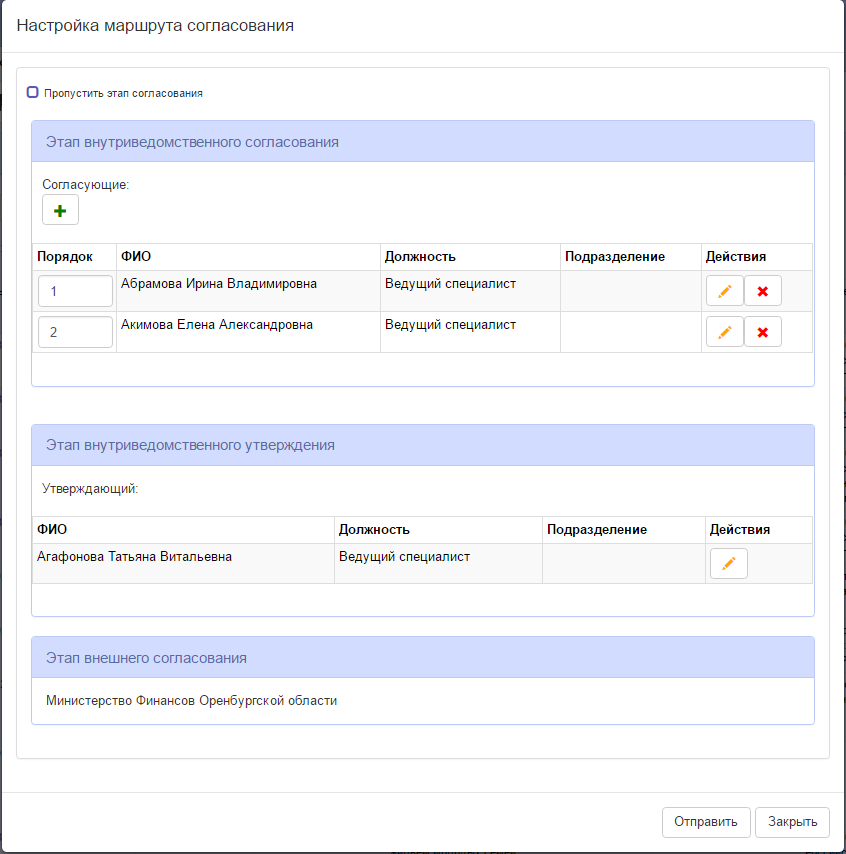 Настройка маршрута согласования
Пропустить этап согласования
Этап внутриведомственного согласования
Согласующие:
Порядок ФИО Должность Подразделение Действия
1 Абрамова Ирина Владимировна Ведущий специалист
2 Акимова Елена Александровна Ведущий специалист
Этап внутриведомственного утверждения
Утверждающий:
ФИО Должность Подразделение Действия
Агафонова Татьяна Витальевна Ведущий специалист
Этап внешнего согласования
Министерство Финансов Оренбургской области
Отправить Закрыть